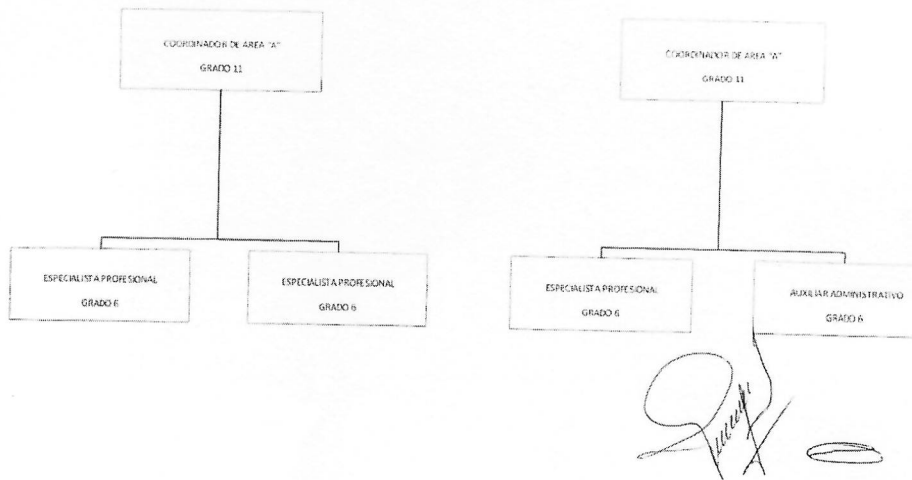 COORDINADOR DE AREA "A"
GRADO 11
COORDINADOR DE AREA "A"
GRADO 11
ESPECIALISTA PROFESIONAL
GRADO 6
ESPECIALISTA PROFESIONAL
GRADO 6
ESPECIALISTA PROFESIONAL
GRADO 6
AUXILIAR ADMINISTRATIVO
GRADO 6